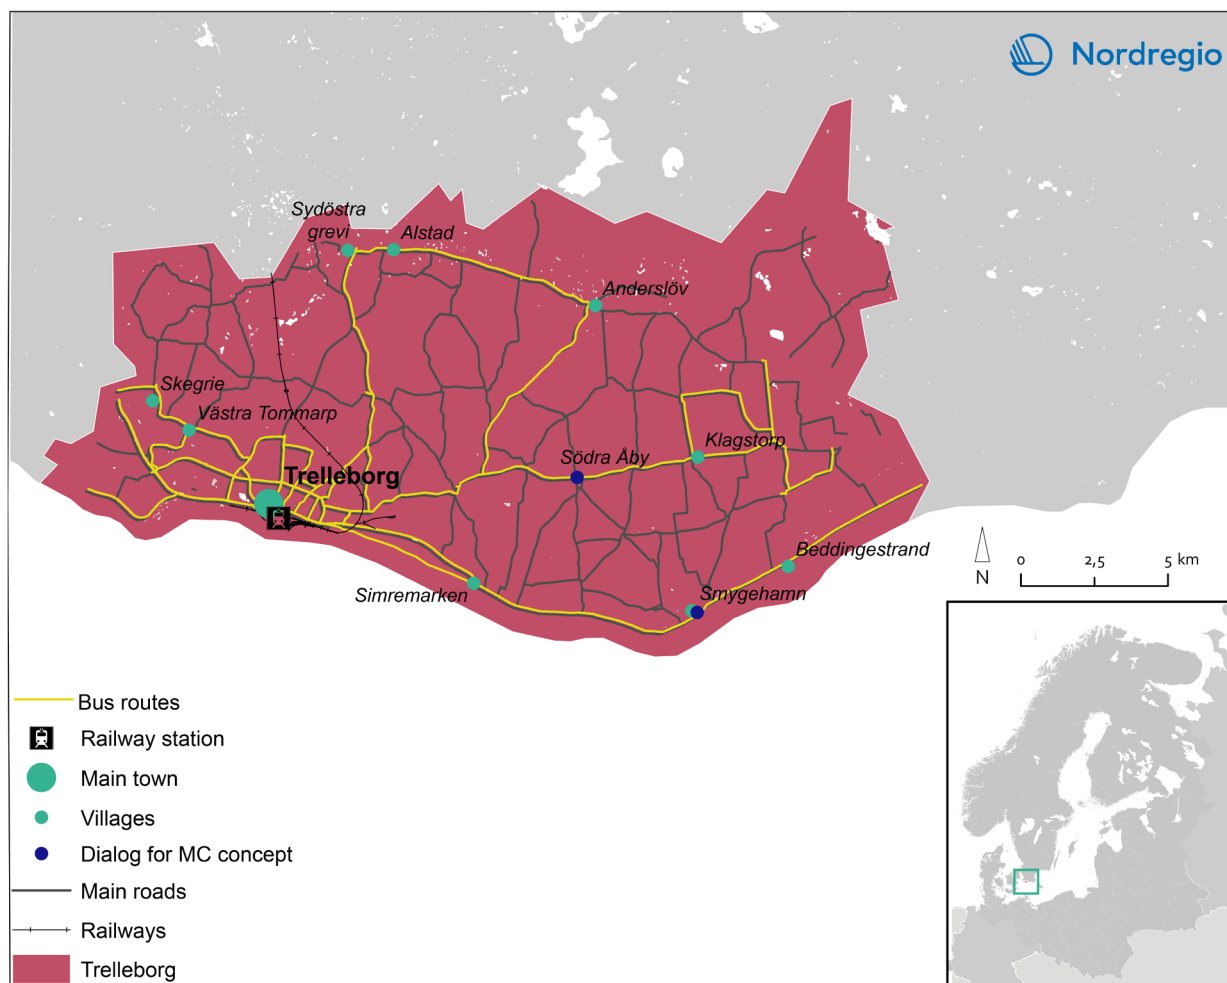 Nordregio
Sydöstra
grevi
Alstad
Anderslöv
Skegrie
Västra Tommarp
Klagstorp
Södra Åby
Trelleborg
Beddingestrand
Simremarken
Smygehamn
N
0 2,5 5 km
Bus routes
Railway station
Main town
Villages
Dialog for MC concept
Main roads
Railways
Trelleborg